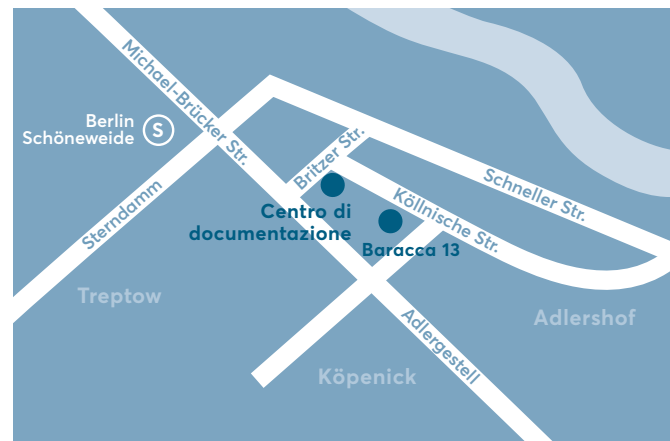 Michael-Brücker Str.
Berlin
Schöneweide
S
Britzer Str.
Schneller Str.
Sterndamm
Köllnische Str.
Centro di
documentazione
Baracca 13
Treptow
Adlershof
Adlergestell
Köpenick